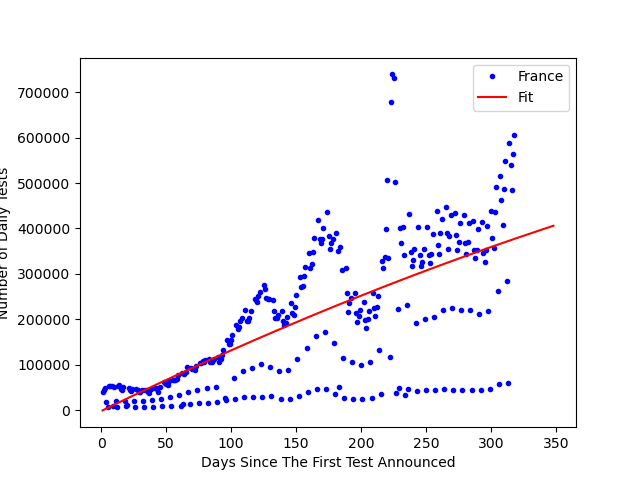 700000
600000
500000
400000
300000
200000
100000
0
Number of Daily Tests
France
Fit
0 50 100 150 200 250 300 350
Days Since The First Test Announced